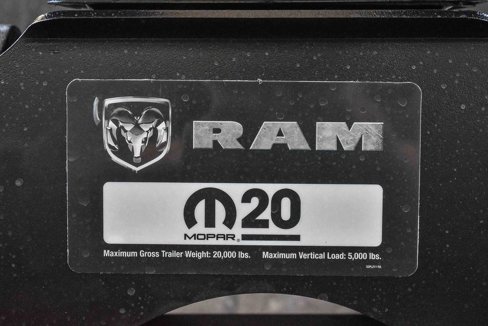 RAM
20
MOPAR
Maximum Gross Trailer Weight: 20,000 lbs. Maximum Vertical Load: 5,000 lbs.